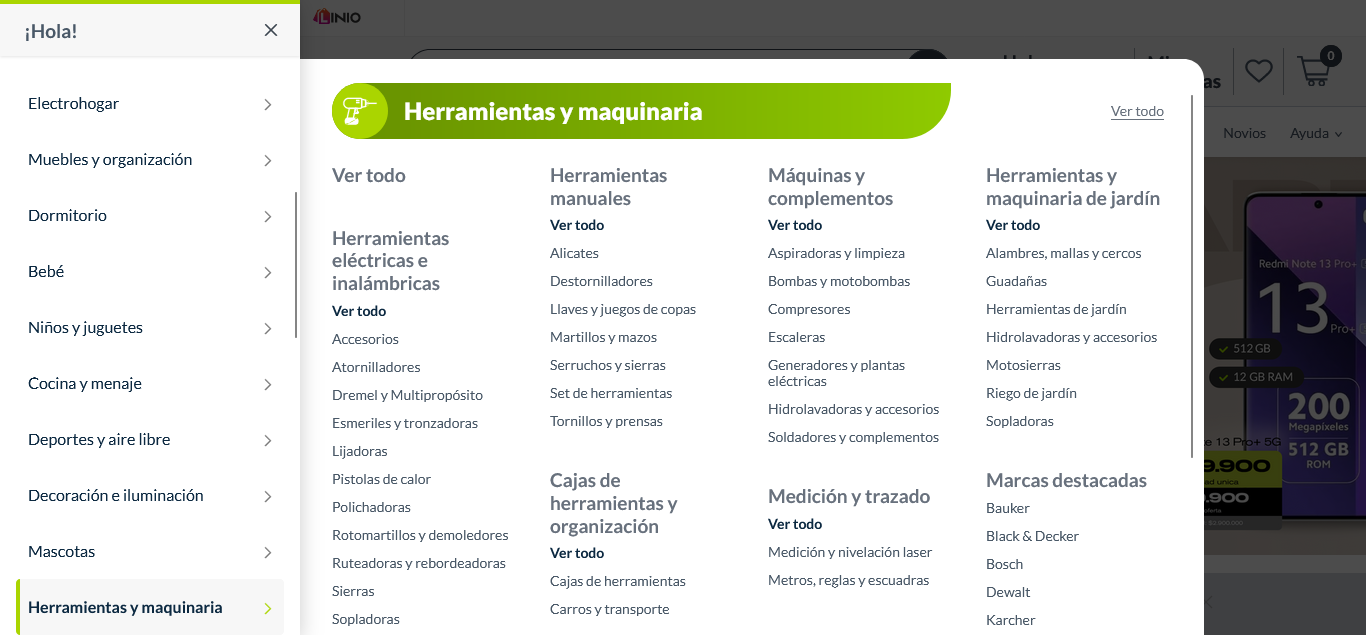 ¡Hola!
Electrohogar
Muebles y organización
Dormitorio
Bebé
Niños y juguetes
Cocina y menaje
Deportes y aire libre
Decoración e iluminación
Mascotas
Herramientas y maquinaria
LINIO
0
Novios
Ayuda
Herramientas y maquinaria
Ver todo
Ver todo
Herramientas
eléctricas e
inalámbricas
Ver todo
Accesorios
Atornilladores
Dremel y Multipropósito
Esmeriles y tronzadoras
Lijadoras
Pistolas de calor
Polichadoras
Rotomartillos y demoledores
Ruteadoras y rebordeadoras
Sierras
Sopladoras
Herramientas
manuales
Ver todo
Alicates
Destornilladores
Llaves y juegos de copas
Martillos y mazos
Serruchos y sierras
Set de herramientas
Tornillos y prensas
Cajas de
herramientas y
organización
Ver todo
Cajas de herramientas
Carros y transporte
Máquinas y
complementos
Ver todo
Aspiradoras y limpieza
Bombas y motobombas
Compresores
Escaleras
Generadores y plantas
eléctricas
Hidrolavadoras y accesorios
Soldadores y complementos
Medición y trazado
Ver todo
Medición y nivelación laser
Metros, reglas y escuadras
Herramientas y
maquinaria de jardín
Ver todo
Alambres, mallas y cercos
Guadañas
Herramientas de jardín
Hidrolavadoras y accesorios
Motosierras
Riego de jardín
Sopladoras
Marcas destacadas
Bauker
Black & Decker
Bosch
Dewalt
Karcher
Redmi Note 13 Pro+
13 Pro+
512 GB
12 GB RAM
200
Megapíxeles
512 GB
ROM
13 Pro+ 5G
9.900
9.900